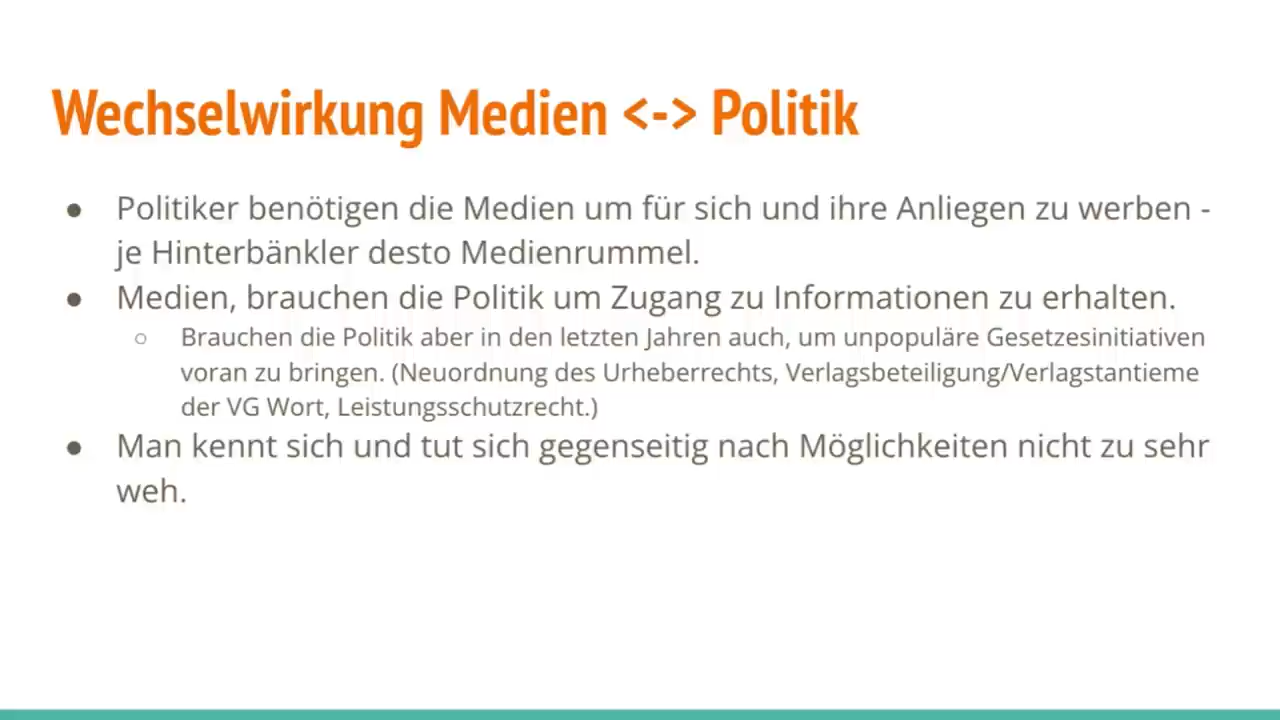 Wechselwirkung Medien <-> Politik
● Politiker benötigen die Medien um für sich und ihre Anliegen zu werben -
je Hinterbänkler desto Medienrummel.
● Medien, brauchen die Politik um Zugang zu Informationen zu erhalten.
○ Brauchen die Politik aber in den letzten Jahren auch, um unpopuläre Gesetzesinitiativen
voran zu bringen. (Neuordnung des Urheberrechts, Verlagsbeteiligung/Verlagstantieme
der VG Wort, Leistungsschutzrecht.)
● Man kennt sich und tut sich gegenseitig nach Möglichkeiten nicht zu sehr
weh.